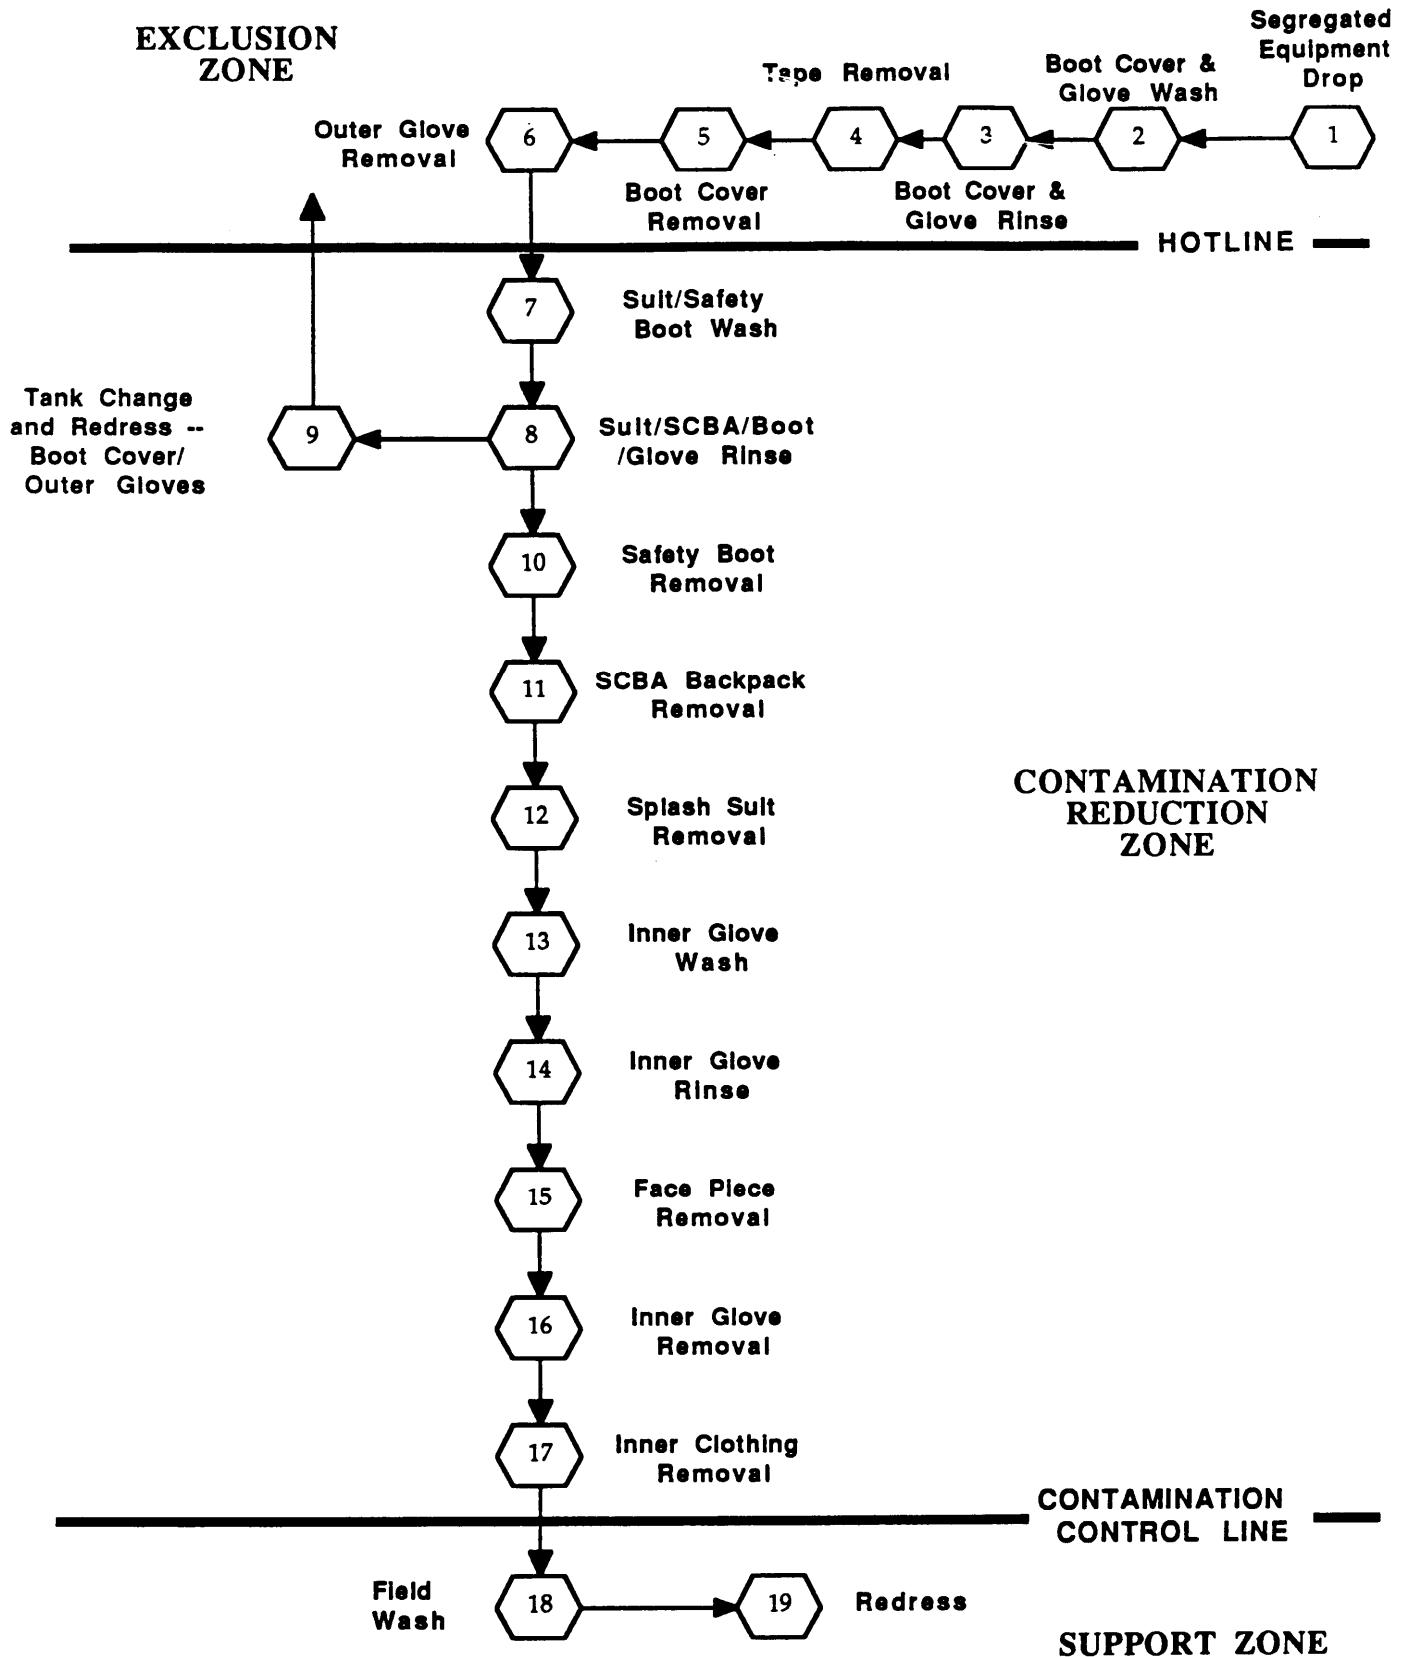 EXCLUSION
ZONE
Segregated
Equipment
Drop
Boot Cover &
Glove Wash
Tape Removal
Outer Glove
Removal
6
5
4
3
2
1
Boot Cover
Removal
Boot Cover &
Glove Rinse
HOTLINE
7
Suit/Safety
Boot Wash
Tank Change
and Redress --
Boot Cover/
Outer Gloves
9
8
Suit/SCBA/Boot
/Glove Rinse
10
Safety Boot
Removal
11
SCBA Backpack
Removal
12
Splash Suit
Removal
CONTAMINATION
REDUCTION
ZONE
13
Inner Glove
Wash
14
Inner Glove
Rinse
15
Face Piece
Removal
16
Inner Glove
Removal
17
Inner Clothing
Removal
CONTAMINATION
CONTROL LINE
Field
Wash
18
19
Redress
SUPPORT ZONE